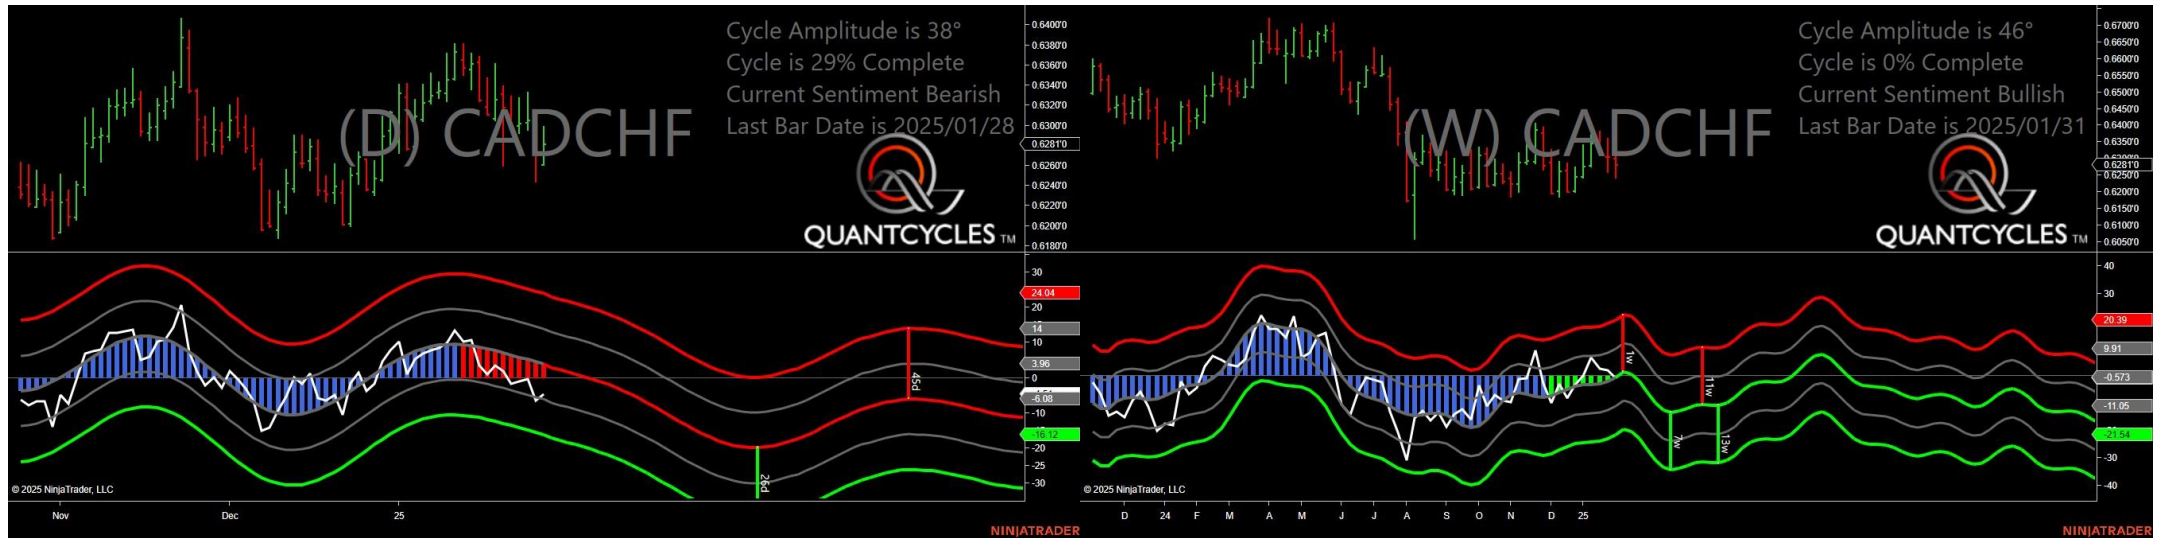 Cycle Amplitude is 38°
Cycle is 29% Complete
Current Sentiment Bearish
Last Bar Date is 2025/01/28
(D) CADCHF
QUANTCYCLES TM
0.6400'0
0.6380'0
0.6360'0
0.6340'0
0.6320'0
0.6300'0
0.6281'0
0.6260'0
0.6240'0
0.6220'0
0.6200'0
0.6180'0
30
24.04
20
14
10
3.96
0
-6.08
-10
-16.12
-20
-25
-30
45d
26d
© 2025 NinjaTrader, LLC
Nov Dec 25
NINJATRADER
Cycle Amplitude is 46°
Cycle is 0% Complete
Current Sentiment Bullish
Last Bar Date is 2025/01/31
(W) CADCHF
QUANTCYCLES TM
0.6700'0
0.6650'0
0.6600'0
0.6550'0
0.6500'0
0.6450'0
0.6400'0
0.6350'0
0.6281'0
0.6250'0
0.6200'0
0.6150'0
0.6100'0
0.6050'0
40
30
20.39
9.91
-0.573
-11.05
-21.54
-30
-40
1w
11w
7w
13w
© 2025 NinjaTrader, LLC
D 24 F M A M J J A S O N D 25
NINJATRADER